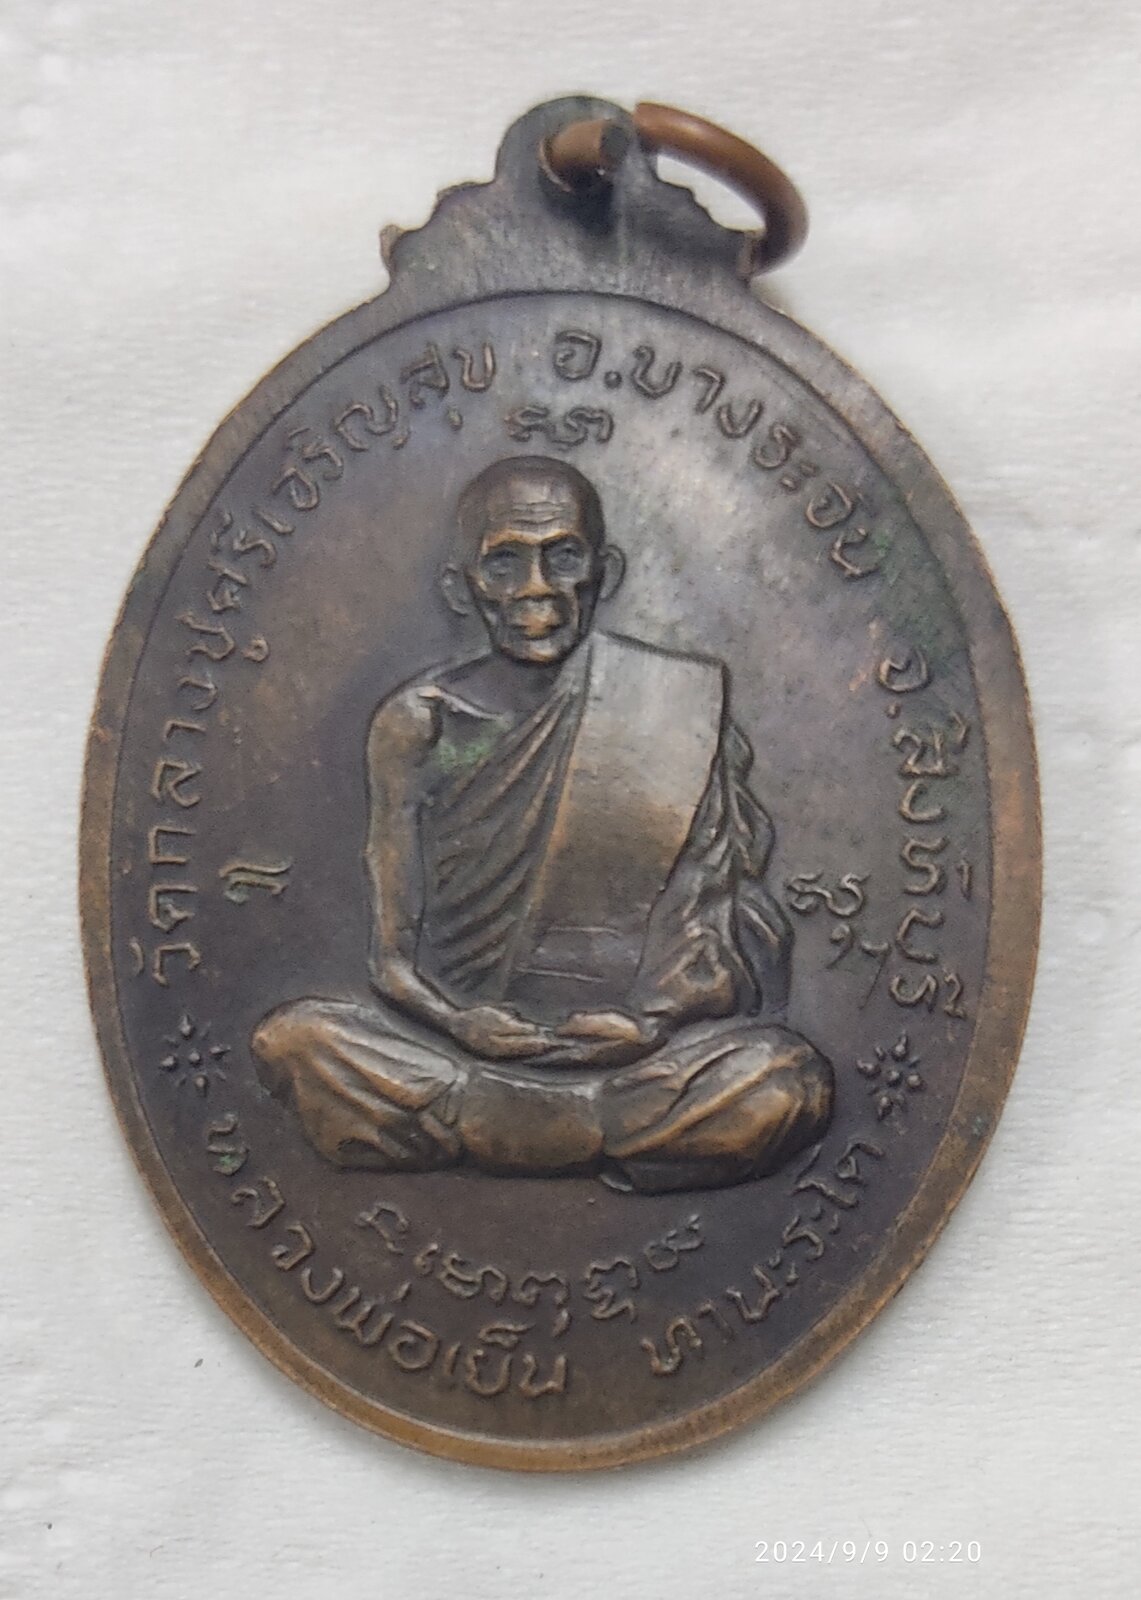 วัดกลางชูศรีเจริญสุข อ.บางระจัน จ.สิงห์บุรี
หลวงพ่อเย็น ทานะระโต
2024/9/9 02:20